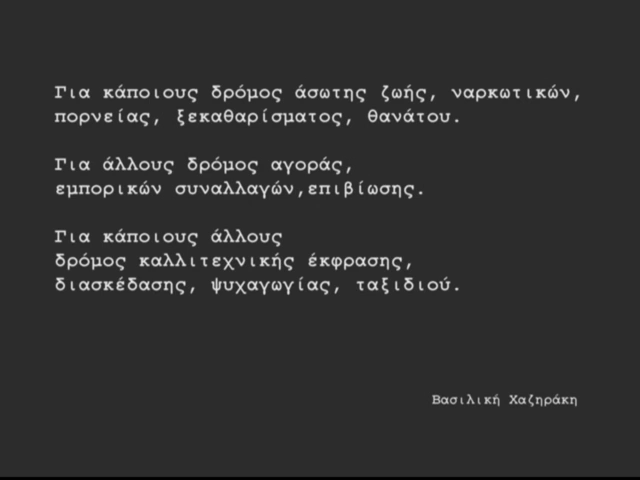 Για κάποιους δρόμος άσωτης ζωής, ναρκωτικών,
πορνείας, ξεκαθαρίσματος, θανάτου.
Για άλλους δρόμος αγοράς,
εμπορικών συναλλαγών,επιβίωσης.
Για κάποιους άλλους
δρόμος καλλιτεχνικής έκφρασης,
διασκέδασης, ψυχαγωγίας, ταξιδιού.
Βασιλική Χαζηράκη